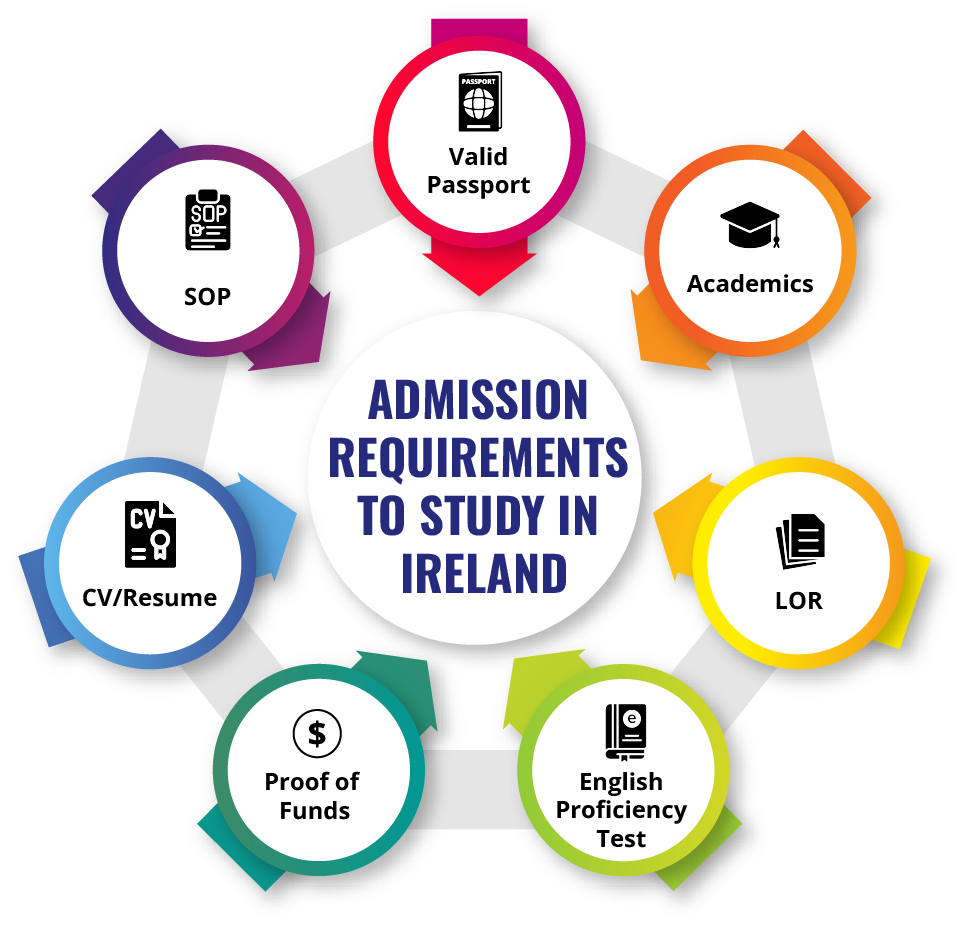 PASSPORT
Valid
Passport
SOP
SOP
Academics
ADMISSION
REQUIREMENTS
TO STUDY IN
IRELAND
CV
CV/Resume
LOR
$
Proof of
Funds
e
English
Proficiency
Test